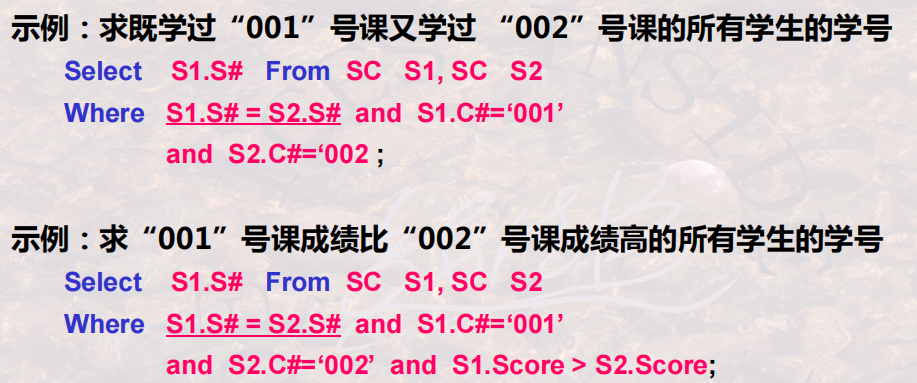 示例：求既学过“001”号课又学过 “002”号课的所有学生的学号
Select S1.S# From SC S1, SC S2
Where S1.S# = S2.S# and S1.C#=‘001’
and S2.C#=‘002 ;
示例：求“001”号课成绩比“002”号课成绩高的所有学生的学号
Select S1.S# From SC S1, SC S2
Where S1.S# = S2.S# and S1.C#=‘001’
and S2.C#=‘002’ and S1.Score > S2.Score;